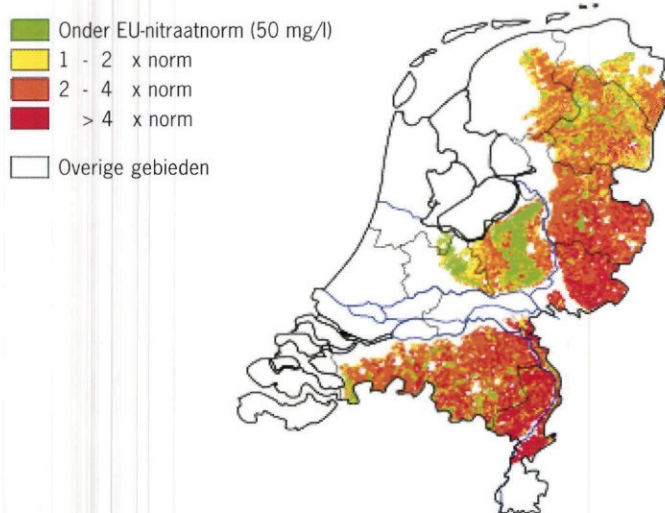 Onder EU-nitraatnorm (50 mg/l)
1 - 2 x norm
2 - 4 x norm
> 4 x norm
Overige gebieden